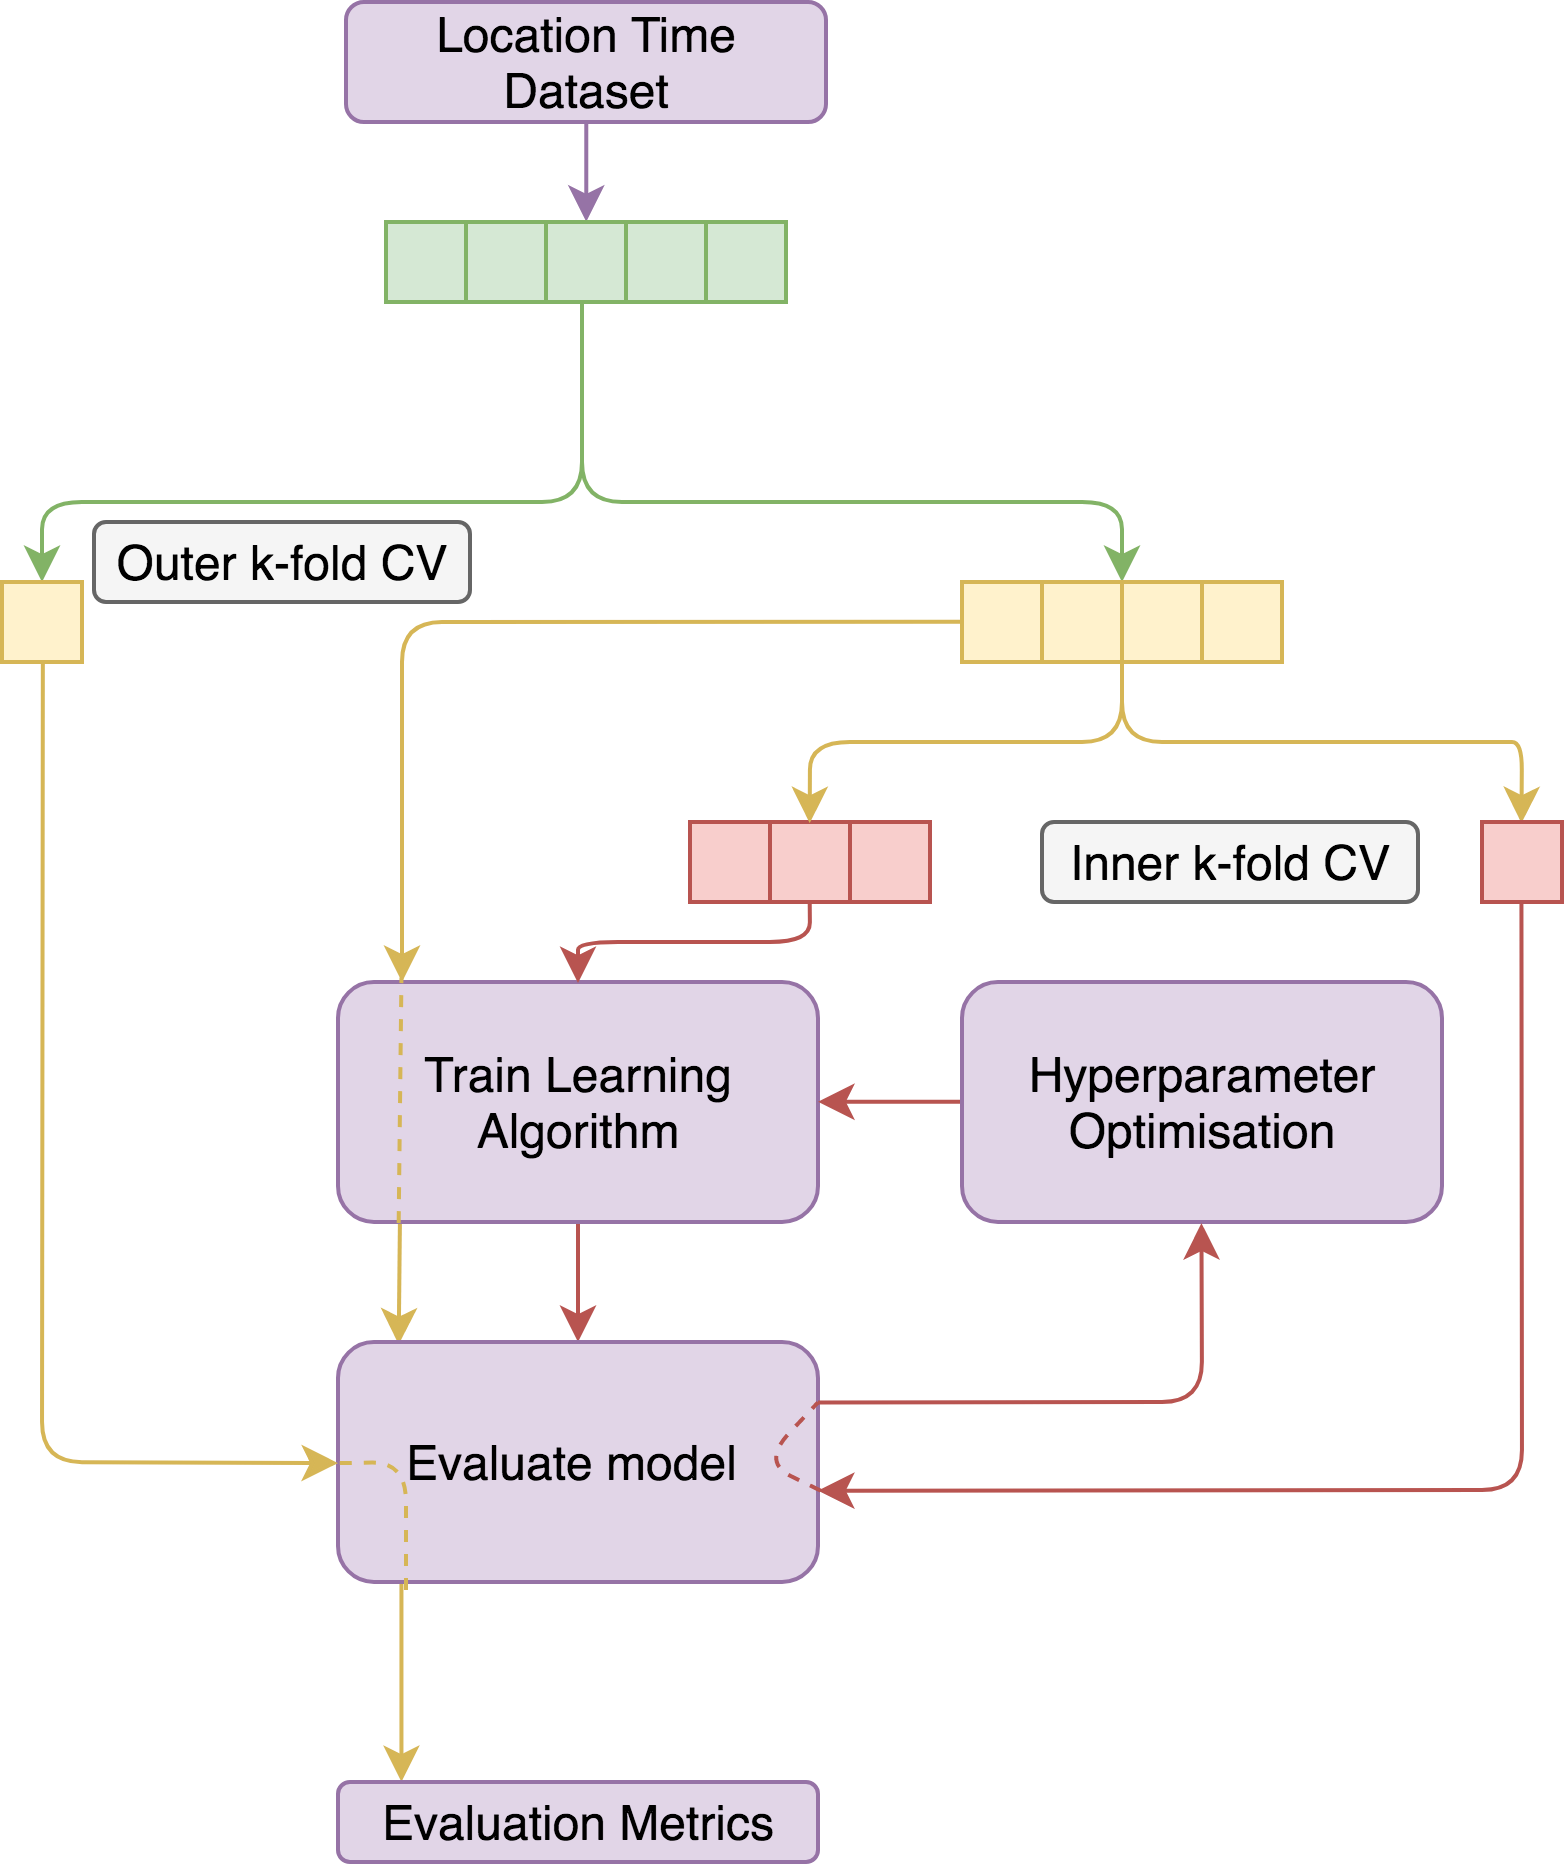 Location Time
Dataset
Outer k-fold CV
Inner k-fold CV
Train Learning
Algorithm
Hyperparameter
Optimisation
Evaluate model
Evaluation Metrics